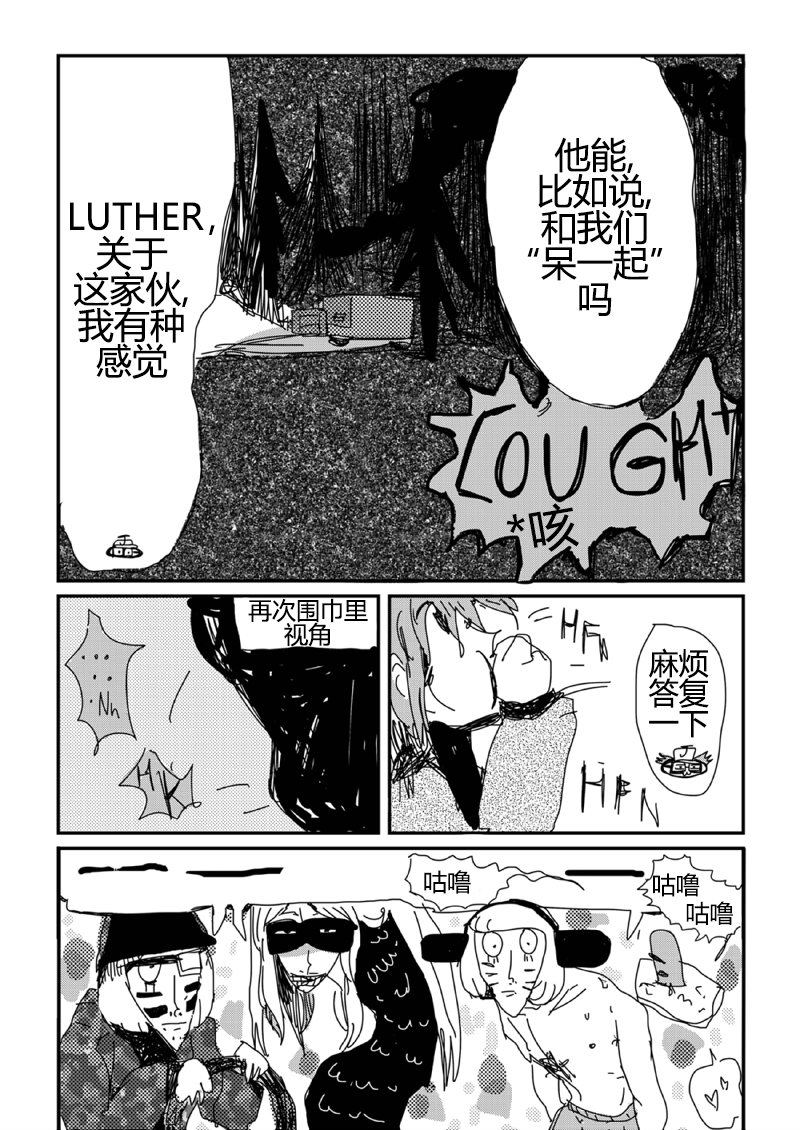 他能,
比如说,
和我们
“呆一起”
吗
LUTHER,
关于
这家伙,
我有种
感觉
COUGH
*咳
HFN
麻烦
答复
一下
HFN
再次围巾里
视角
...
Nh
HK
咕噜
咕噜
咕噜